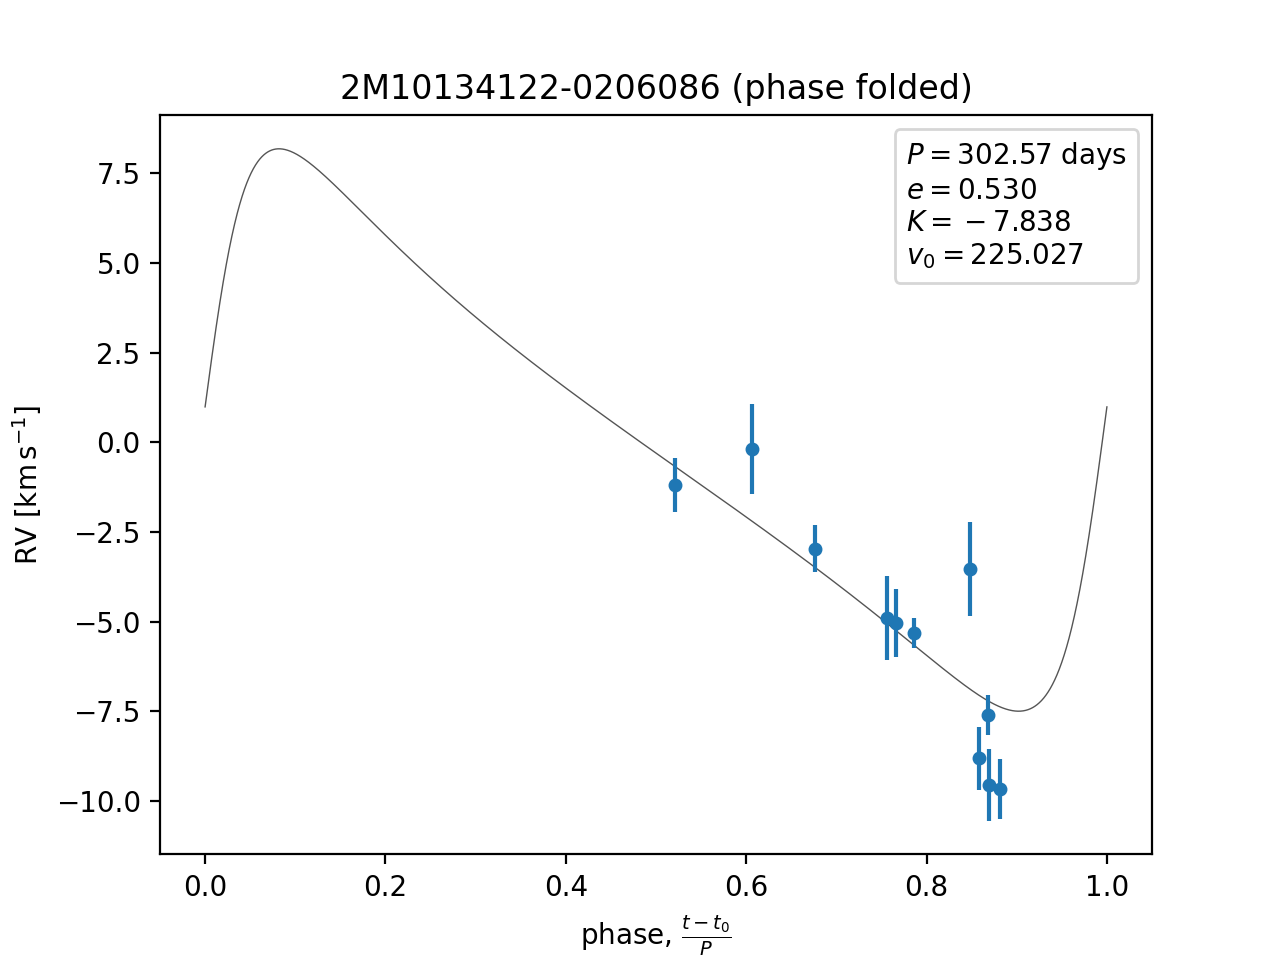 2M10134122-0206086 (phase folded)
P = 302.57 days
e = 0.530
K = − 7.838
v₀ = 225.027
RV [km s⁻¹]
7.5
5.0
2.5
0.0
−2.5
−5.0
−7.5
−10.0
0.0 0.2 0.4 0.6 0.8 1.0
phase, (t − t₀)/P